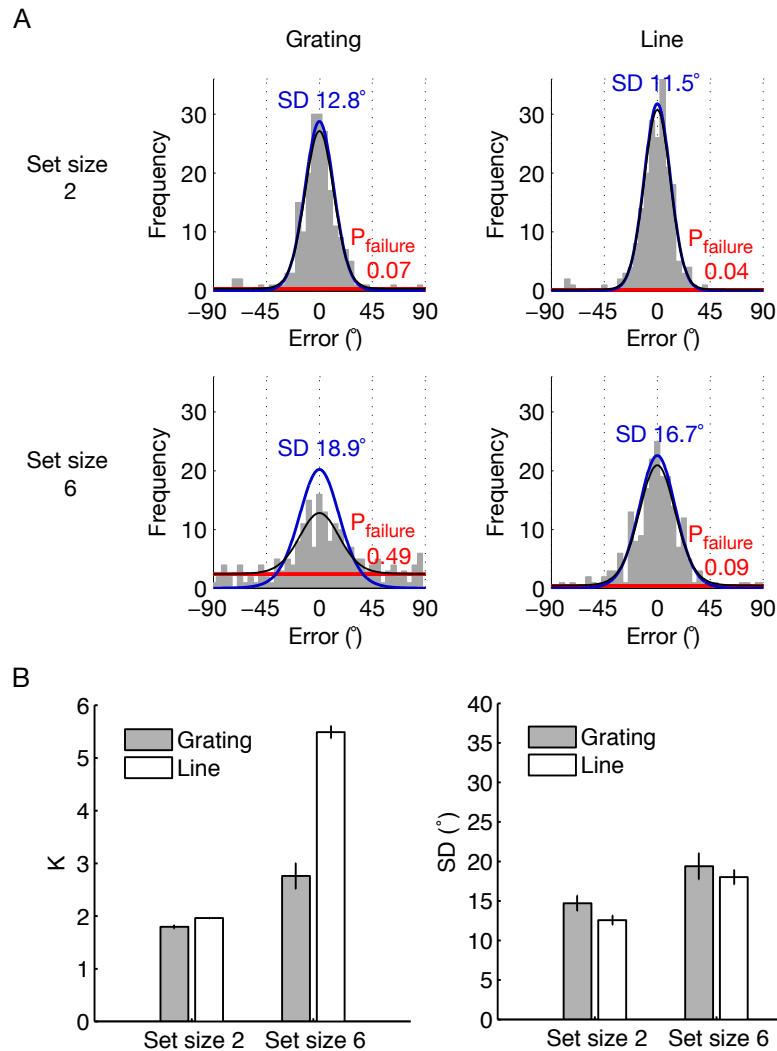 A
Grating
Line
Set size
2
Frequency
30
20
10
0
SD 12.8°
P failure
0.07
−90 −45 0 45 90
Error (°)
Frequency
30
20
10
0
SD 11.5°
P failure
0.04
−90 −45 0 45 90
Error (°)
Set size
6
Frequency
30
20
10
0
SD 18.9°
P failure
0.49
−90 −45 0 45 90
Error (°)
Frequency
30
20
10
0
SD 16.7°
P failure
0.09
−90 −45 0 45 90
Error (°)
B
K
6
5
4
3
2
1
0
Grating
Line
Set size 2 Set size 6
SD (°)
40
35
30
25
20
15
10
5
0
Grating
Line
Set size 2 Set size 6